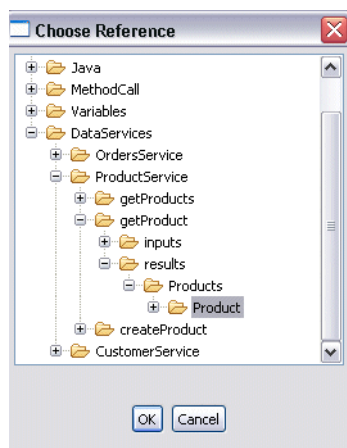 Choose Reference
Java
MethodCall
Variables
DataServices
OrdersService
ProductService
getProducts
getProduct
inputs
results
Products
Product
createProduct
CustomerService
OK Cancel